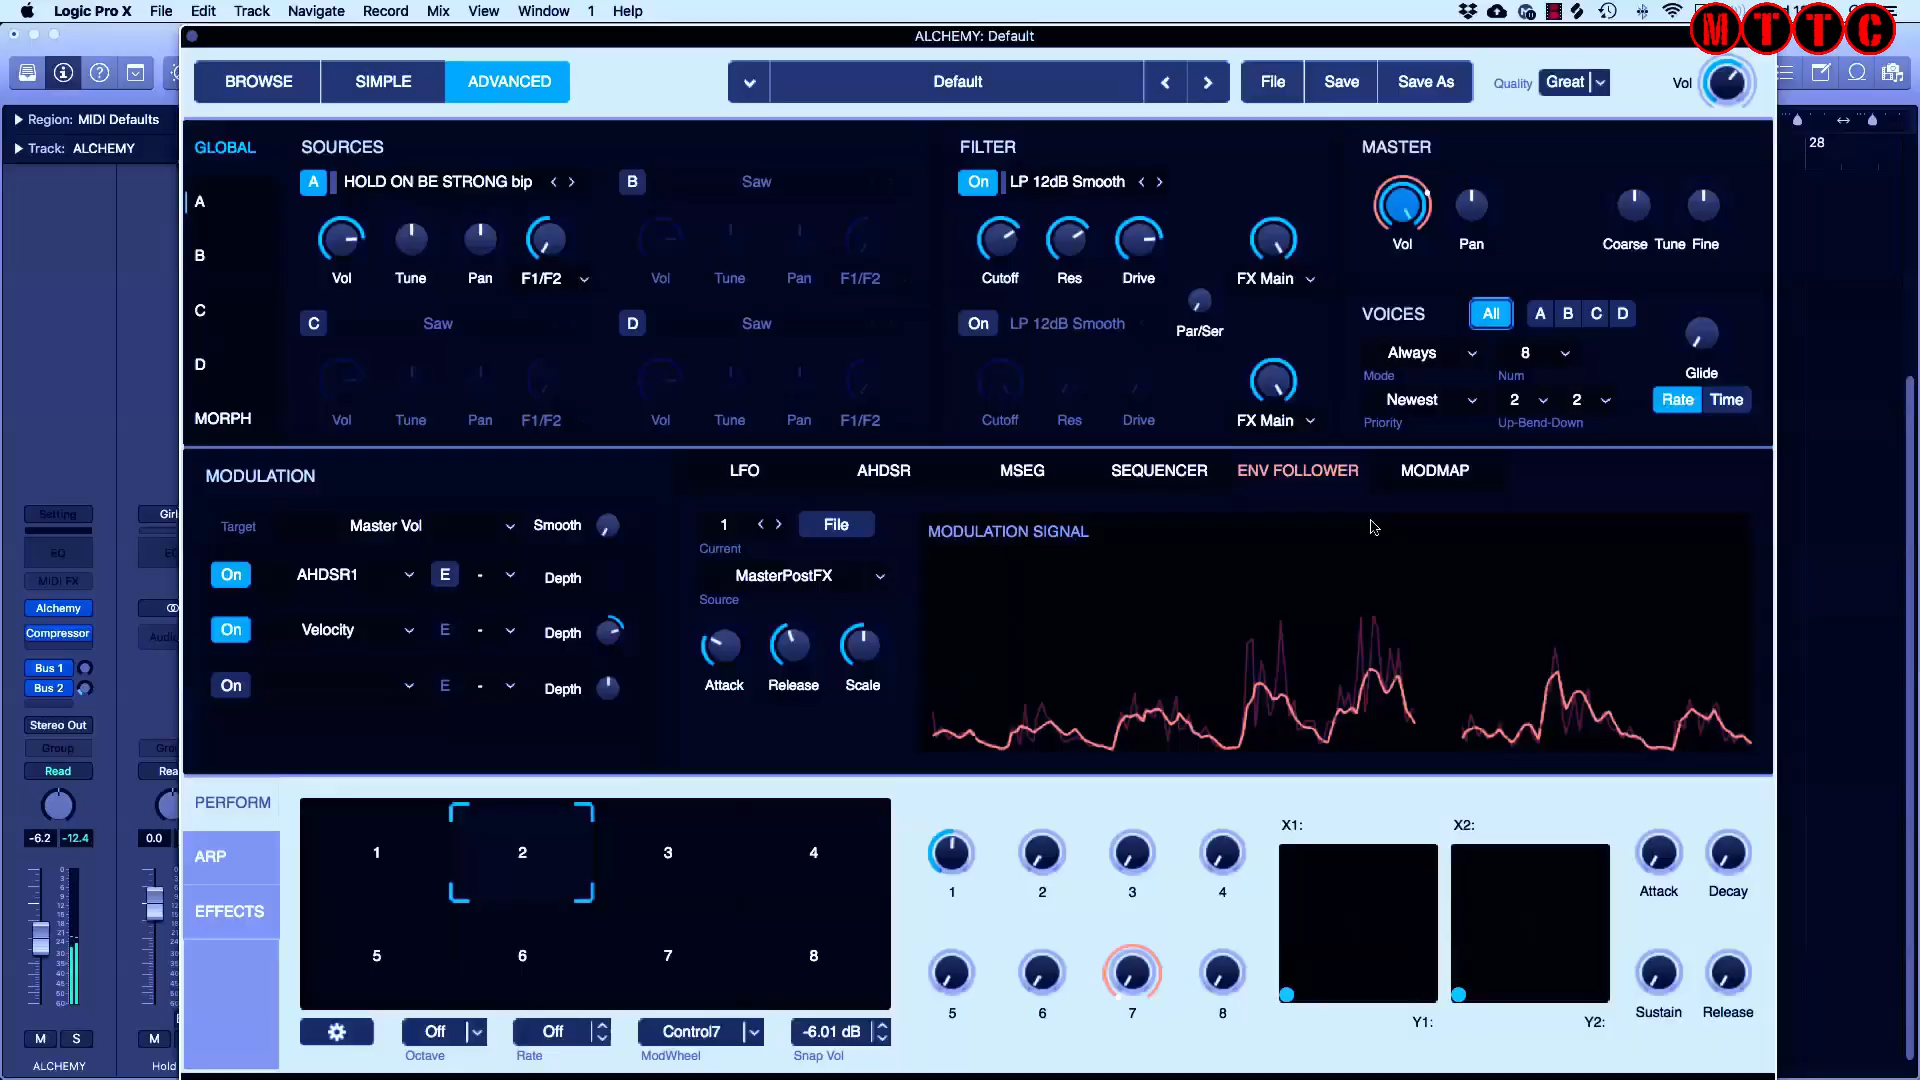 Logic Pro X File Edit Track Navigate Record Mix View Window 1 Help
MTTC
ALCHEMY: Default
BROWSE SIMPLE ADVANCED Default File Save Save As Quality Great Vol
Region: MIDI Defaults
Track: ALCHEMY
28
GLOBAL SOURCES FILTER MASTER
A HOLD ON BE STRONG bip B Saw On LP 12dB Smooth
A
B
C
D
MORPH
Vol Tune Pan F1/F2 Vol Tune Pan F1/F2 Cutoff Res Drive FX Main
Vol Pan Coarse Tune Fine
C Saw D Saw On LP 12dB Smooth Par/Ser
VOICES All A B C D
Always 8
Mode Num Glide
Newest 2 2 Rate Time
Priority Up-Bend-Down
Vol Tune Pan F1/F2 Vol Tune Pan F1/F2 Cutoff Res Drive FX Main
MODULATION LFO AHDSR MSEG SEQUENCER ENV FOLLOWER MODMAP
Target Master Vol Smooth 1 File
Current
MODULATION SIGNAL
On AHDSR1 E - Depth MasterPostFX
Source
On Velocity E - Depth
On E - Depth
Attack Release Scale
Setting
EQ
MIDI FX
Alchemy
Compressor
Bus 1
Bus 2
Stereo Out
Group
Read
-6.2 -12.4 0.0
M S M
ALCHEMY Hold
PERFORM
ARP
EFFECTS
1 2 3 4
5 6 7 8
1 2 3 4
5 6 7 8
X1: X2:
Y1: Y2:
Attack Decay
Sustain Release
Off Off Control7 -6.01 dB
Octave Rate ModWheel Snap Vol